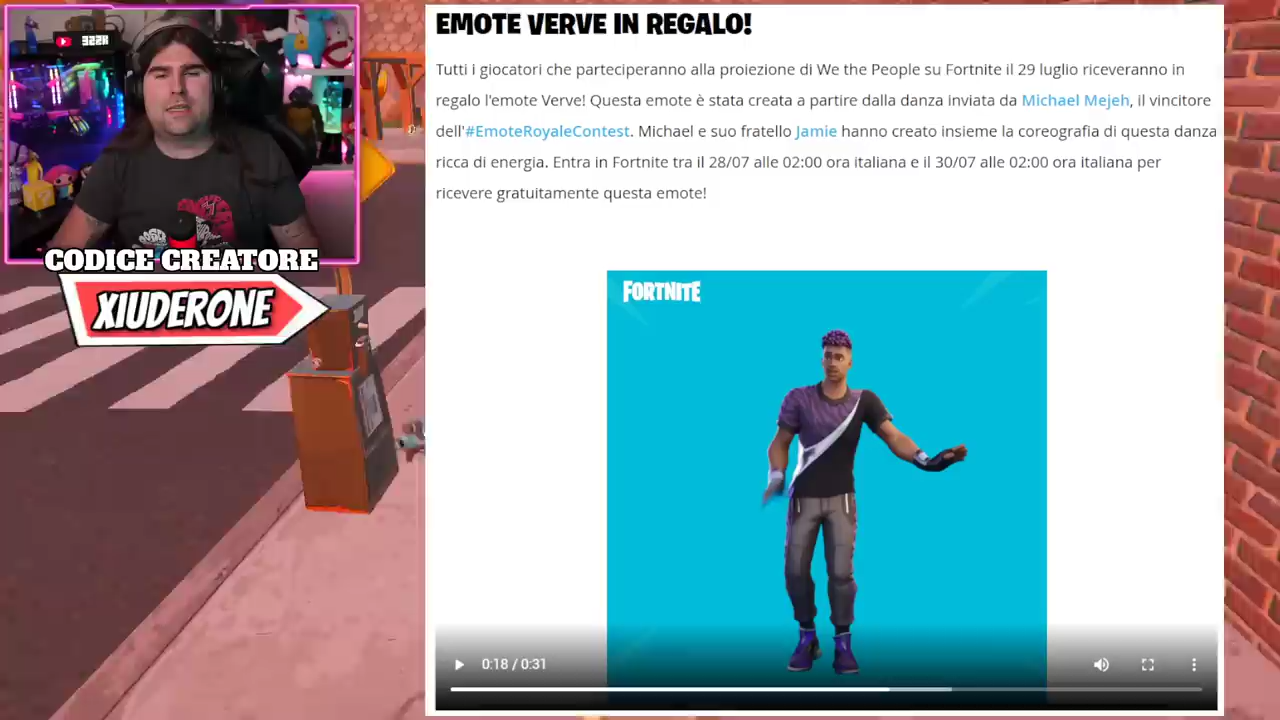 322K
CODICE CREATORE
XIUDERONE
EMOTE VERVE IN REGALO!
Tutti i giocatori che parteciperanno alla proiezione di We the People su Fortnite il 29 luglio riceveranno in
regalo l'emote Verve! Questa emote è stata creata a partire dalla danza inviata da Michael Mejeh, il vincitore
dell'#EmoteRoyaleContest. Michael e suo fratello Jamie hanno creato insieme la coreografia di questa danza
ricca di energia. Entra in Fortnite tra il 28/07 alle 02:00 ora italiana e il 30/07 alle 02:00 ora italiana per
ricevere gratuitamente questa emote!
FORTNITE
0:18 / 0:31